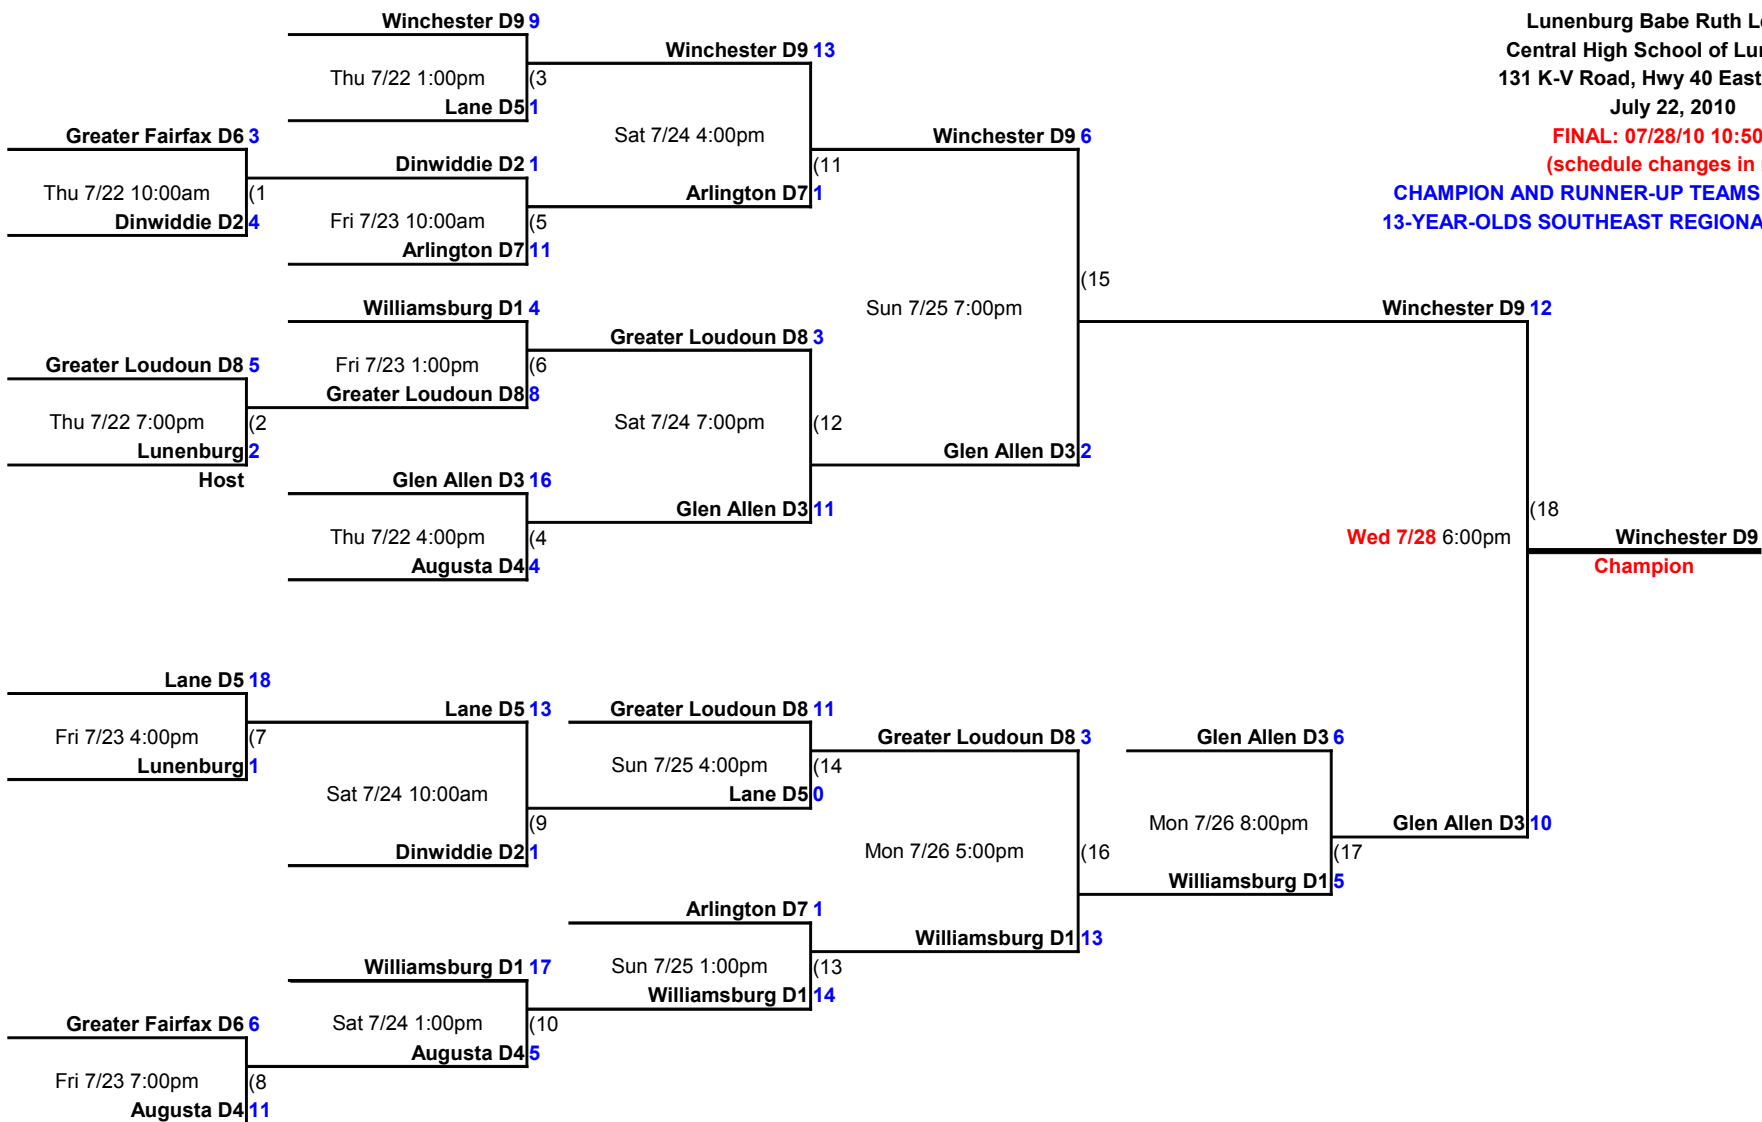 Winchester D9 9
Lunenburg Babe Ruth
Winchester D9 13
Central High School of
Thu 7/22 1:00pm (3
131 K-V Road, Hwy 40 East
Lane D5 1
July 22, 2010
Greater Fairfax D6 3
Sat 7/24 4:00pm
Winchester D9 6
FINAL: 07/28/10 10:50
Dinwiddie D2 1
(11
(schedule changes in
Thu 7/22 10:00am (1
Arlington D7 1
CHAMPION AND RUNNER-UP TEAMS
Dinwiddie D2 4
Fri 7/23 10:00am (5
13-YEAR-OLDS SOUTHEAST
Arlington D7 11
(15
Williamsburg D1 4
Sun 7/25 7:00pm
Winchester D9 12
Greater Loudoun D8 3
Greater Loudoun D8 5
Fri 7/23 1:00pm (6
Greater Loudoun D8 8
Thu 7/22 7:00pm (2
Sat 7/24 7:00pm (12
Lunenburg 2
Glen Allen D3 2
Host
Glen Allen D3 16
Glen Allen D3 11
(18
Thu 7/22 4:00pm (4
Wed 7/28 6:00pm
Winchester D9
Augusta D4 4
Champion
Lane D5 18
Lane D5 13
Greater Loudoun D8 11
Fri 7/23 4:00pm (7
Greater Loudoun D8 3
Glen Allen D3 6
Lunenburg 1
Sun 7/25 4:00pm (14
Sat 7/24 10:00am
Lane D5 0
(9
Mon 7/26 8:00pm
Glen Allen D3 10
Dinwiddie D2 1
Mon 7/26 5:00pm (16
(17
Williamsburg D1 5
Arlington D7 1
Williamsburg D1 13
Williamsburg D1 17
Sun 7/25 1:00pm (13
Williamsburg D1 14
Greater Fairfax D6 6
Sat 7/24 1:00pm (10
Augusta D4 5
Fri 7/23 7:00pm (8
Augusta D4 11